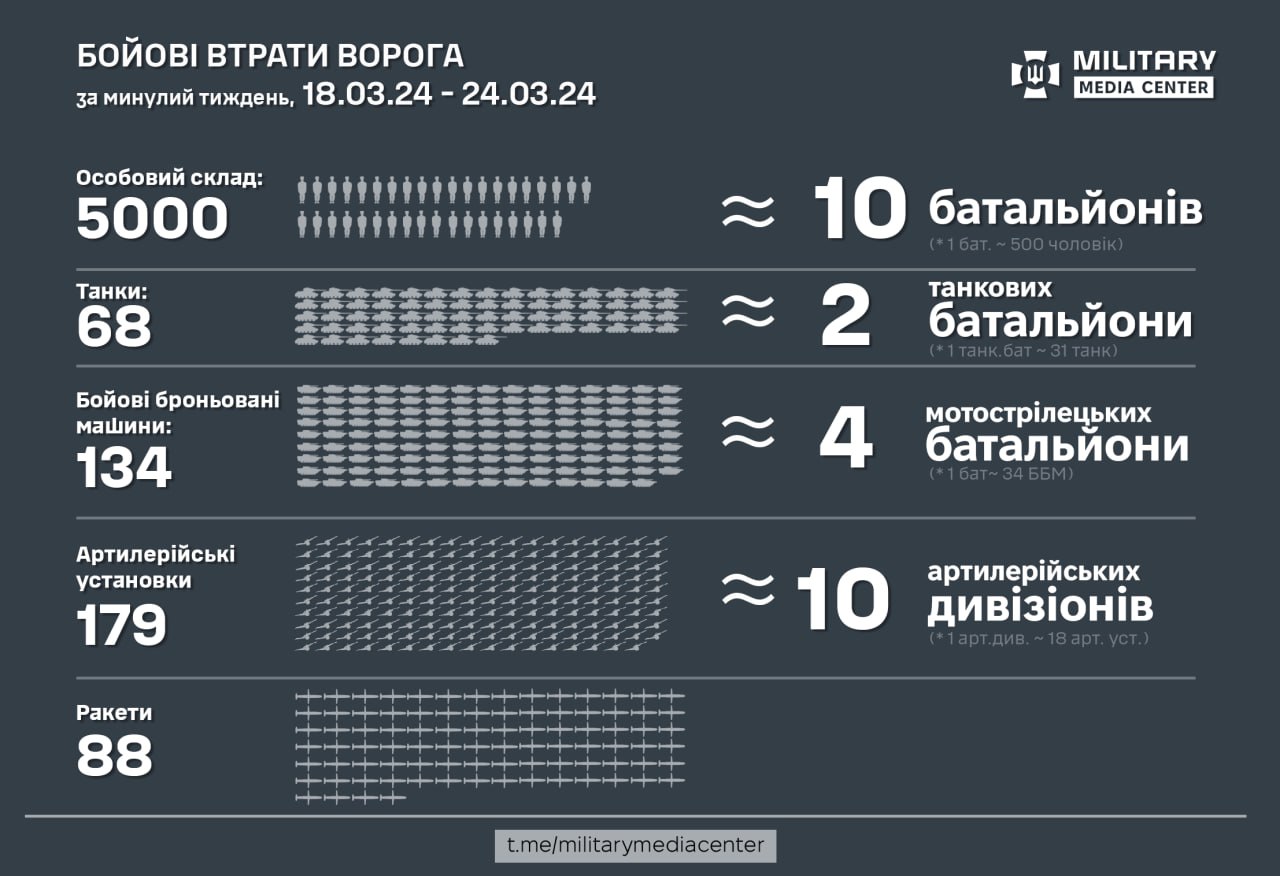 БОЙОВІ ВТРАТИ ВОРОГА
за минулий тиждень, 18.03.24 - 24.03.24
MILITARY
MEDIA CENTER
Особовий склад:
5000
≈ 10 батальйонів
(* 1 бат. ~ 500 чоловік)
Танки:
68
≈ 2 танкових
батальйони
(* 1 танк.бат ~ 31 танк)
Бойові броньовані
машини:
134
≈ 4 мотострілецьких
батальйони
(* 1 бат~ 34 ББМ)
Артилерійські
установки
179
≈ 10 артилерійських
дивізіонів
(* 1 арт.див. ~ 18 арт. уст.)
Ракети
88
t.me/militarymediacenter